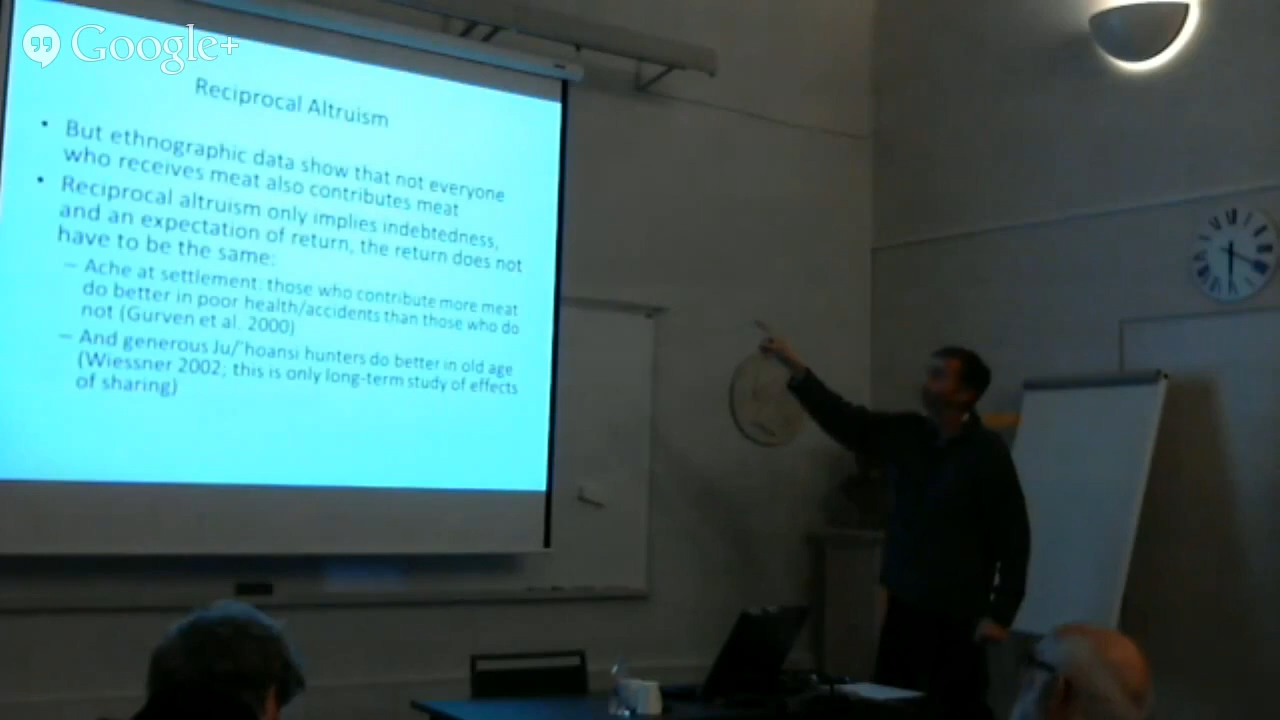 Google+
Reciprocal Altruism
• But ethnographic data show that not everyone
who receives meat also contributes meat
• Reciprocal altruism only implies indebtedness,
and an expectation of return, the return does not
have to be the same:
– Ache at settlement: those who contribute more meat
do better in poor health/accidents than those who do
not (Gurven et al. 2000)
– And generous Ju/'hoansi hunters do better in old age
(Wiessner 2002; this is only long-term study of effects
of sharing)